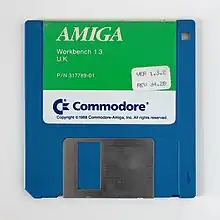 AMIGA
Workbench 1.3
U.K
P/N 317789-01
VER 1.3.2
REV 34.28
Commodore®
Copyright ©1988 Commodore-Amiga, Inc. All rights reserved.